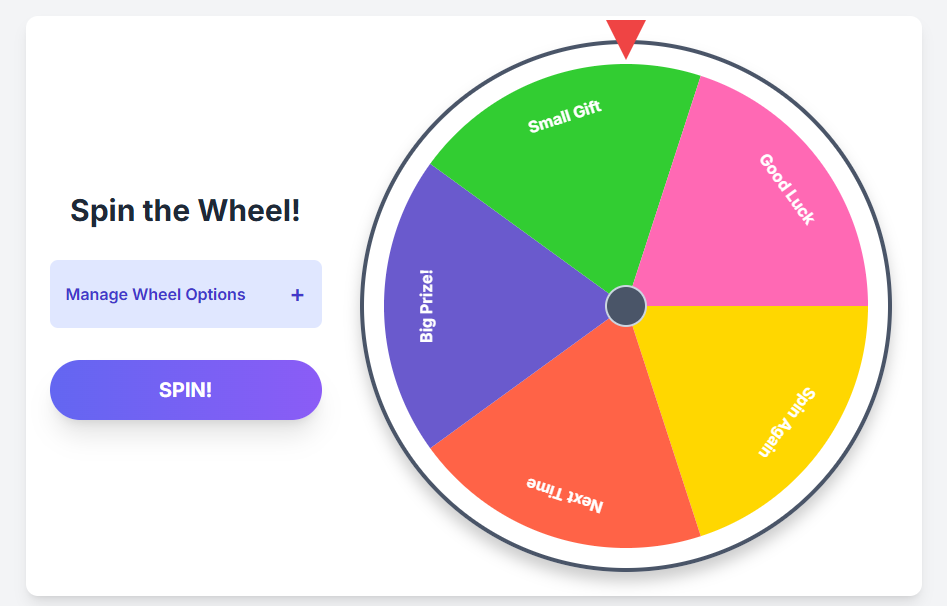 Spin the Wheel!
Manage Wheel Options +
SPIN!
Small Gift
Good Luck
Big Prize!
Spin Again
Next Time